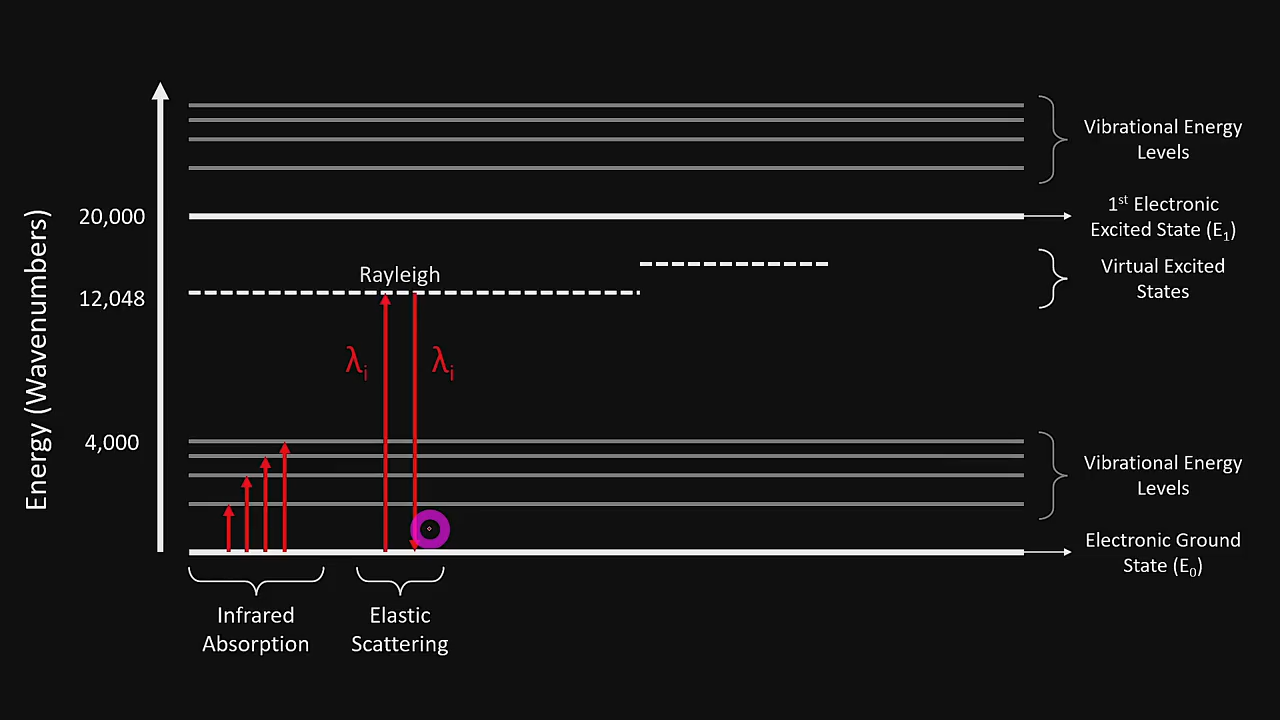 Energy (Wavenumbers)
20,000
12,048
4,000
Rayleigh
λi
λi
Vibrational Energy
Levels
1st Electronic
Excited State (E1)
Virtual Excited
States
Vibrational Energy
Levels
Electronic Ground
State (E0)
Infrared
Absorption
Elastic
Scattering